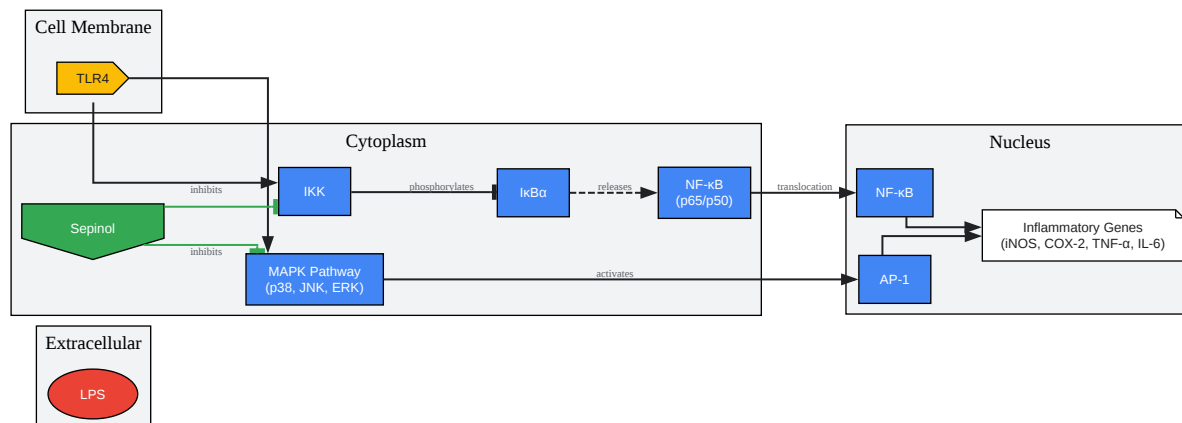 Cell Membrane
TLR4
Cytoplasm
inhibits
IKK
phosphorylates
IκBα
releases
NF-κB
(p65/p50)
translocation
Sepinol
inhibits
MAPK Pathway
(p38, JNK, ERK)
activates
Nucleus
NF-κB
Inflammatory Genes
(iNOS, COX-2, TNF-α, IL-6)
AP-1
Extracellular
LPS